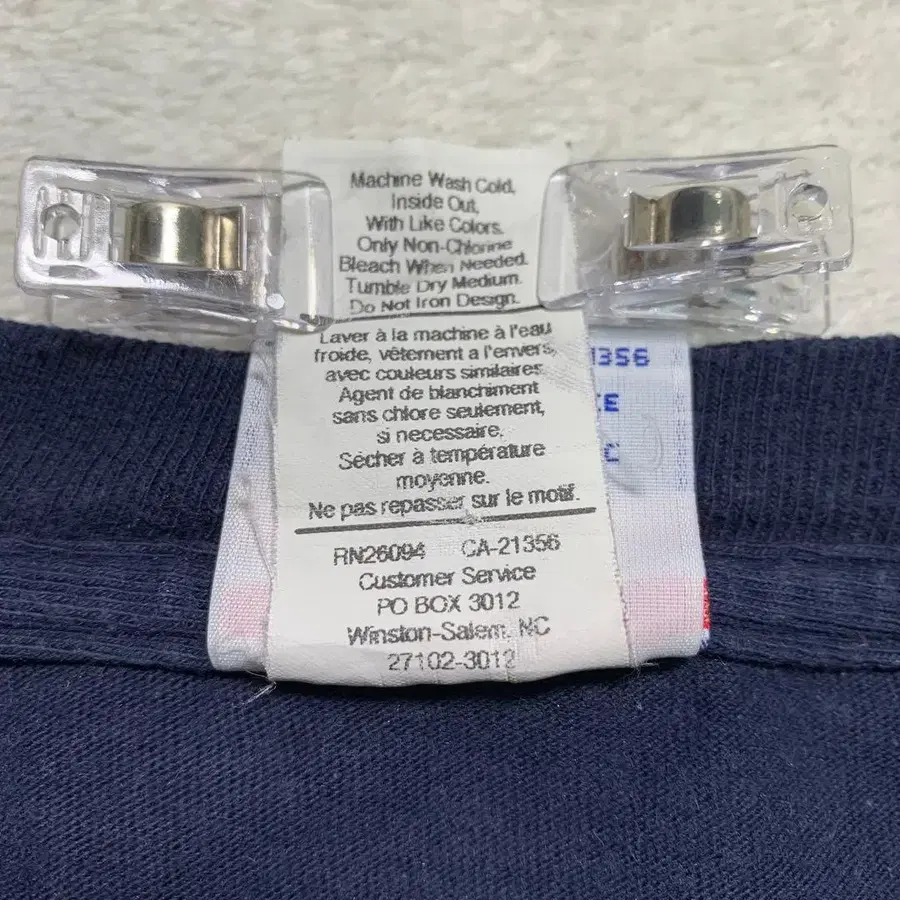 Machine Wash Cold,
Inside Out,
With Like Colors.
Only Non-Chlorine
Bleach When Needed.
Tumble Dry Medium.
Do Not Iron Design.
Laver à la machine à l'eau
froide, vêtement a l'envers,
avec couleurs similaires.
Agent de blanchiment
sans chlore seulement,
si necessaire.
Sécher à température
moyenne.
Ne pas repasser sur le motif.
RN26094 CA-21356
Customer Service
PO BOX 3012
Winston-Salem, NC
27102-3012
1356
E
C